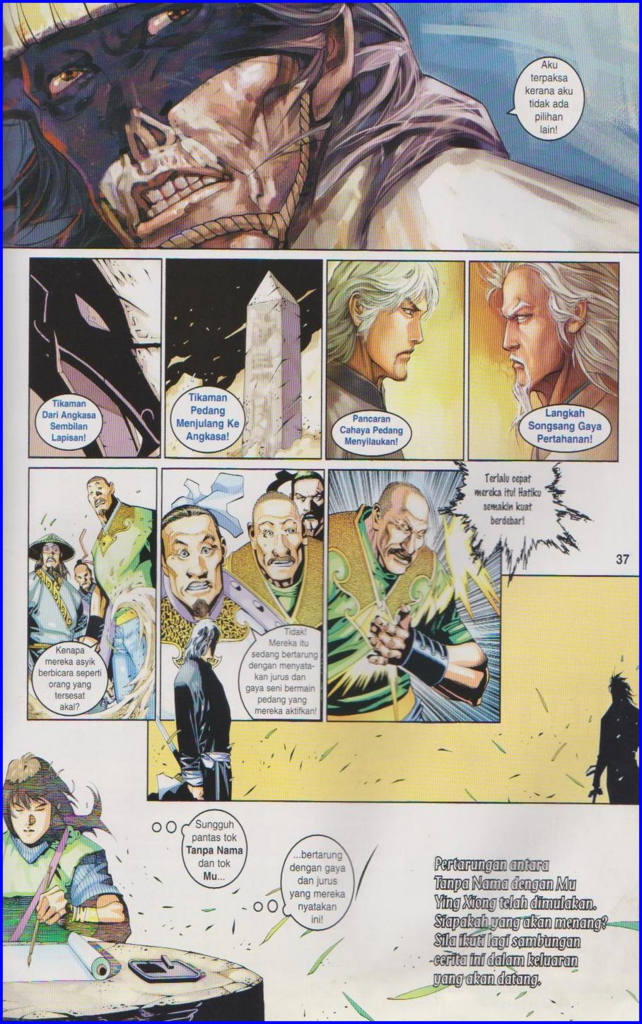 Aku
terpaksa
kerana aku
tidak ada
pilihan
lain!
Tikaman
Dari Angkasa
Sembilan
Lapisan!
Tikaman
Pedang
Menjulang Ke
Angkasa!
Pancaran
Cahaya Pedang
Menyilaukan!
Langkah
Songsang Gaya
Pertahanan!
Kenapa
mereka asyik
berbicara seperti
orang yang
tersesat
akal?
Tidak!
Mereka itu
sedang bertarung
dengan menyata-
kan jurus dan
gaya seni bermain
pedang yang
mereka aktifkan!
Terlalu cepat
mereka itu! Hatiku
semakin kuat
berdebar!
37
Sungguh
pantas tok
Tanpa Nama
dan tok
Mu...
...bertarung
dengan gaya
dan jurus
yang mereka
nyatakan
ini!
Pertarungan antara
Tanpa Nama dengan Mu
Ying Xiong telah dimulakan.
Siapakah yang akan menang?
Sila ikuti lagi sambungan
cerita ini dalam keluaran
yang akan datang.